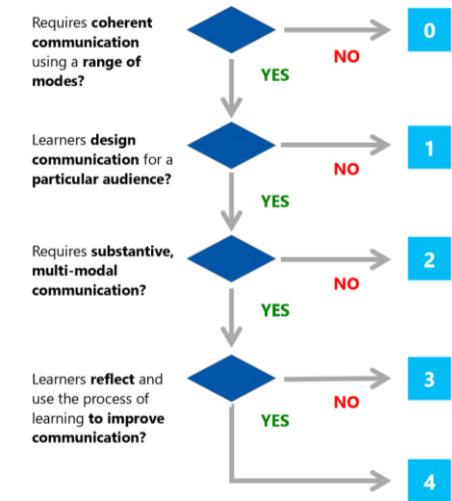 Requires coherent
communication
using a range of
modes?
0
NO
YES
Learners design
communication for a
particular audience?
1
NO
YES
Requires substantive,
multi-modal
communication?
2
NO
YES
Learners reflect and
use the process of
learning to improve
communication?
3
NO
YES
4